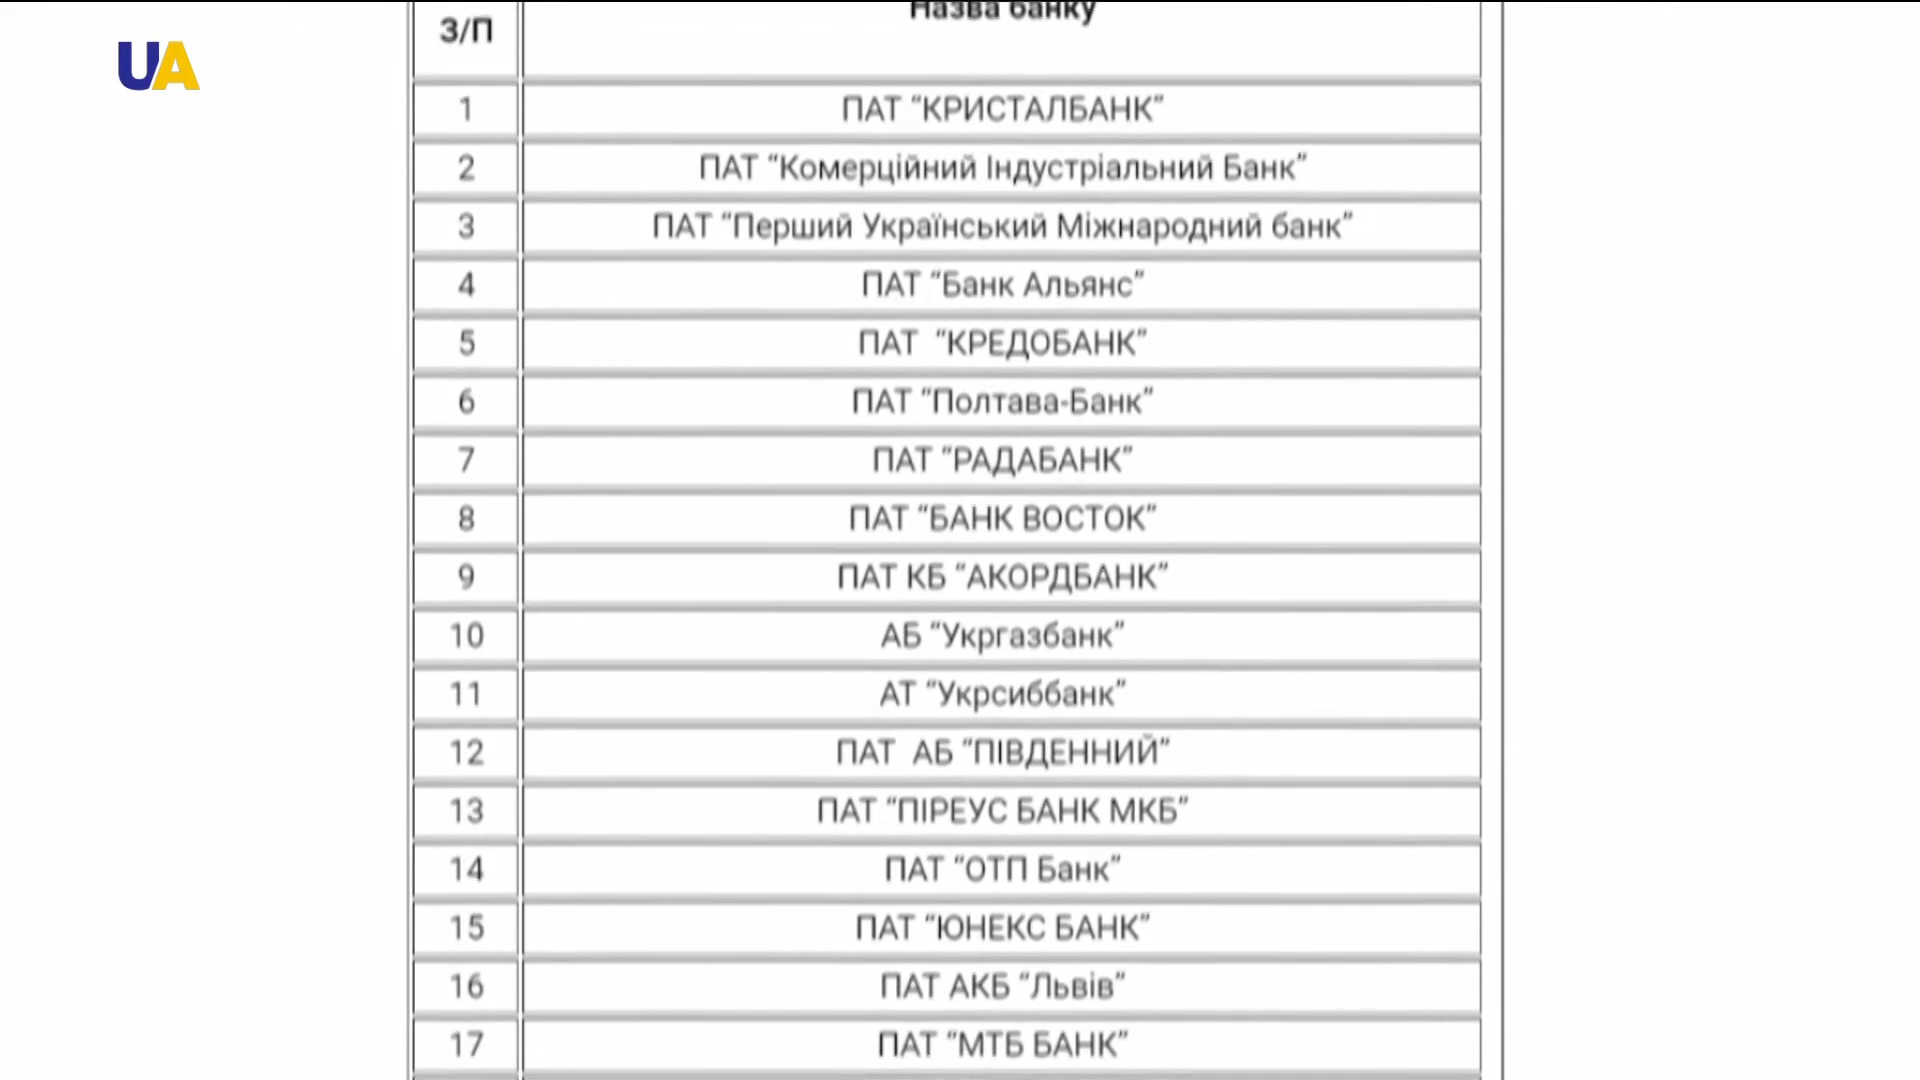 UA
З/П Назва банку
1 ПАТ “КРИСТАЛБАНК”
2 ПАТ “Комерційний Індустріальний Банк”
3 ПАТ “Перший Український Міжнародний банк”
4 ПАТ “Банк Альянс”
5 ПАТ “КРЕДОБАНК”
6 ПАТ “Полтава-Банк”
7 ПАТ “РАДАБАНК”
8 ПАТ “БАНК ВОСТОК”
9 ПАТ КБ “АКОРДБАНК”
10 АБ “Укргазбанк”
11 АТ “Укрсиббанк”
12 ПАТ АБ “ПІВДЕННИЙ”
13 ПАТ “ПІРЕУС БАНК МКБ”
14 ПАТ “ОТП Банк”
15 ПАТ “ЮНЕКС БАНК”
16 ПАТ АКБ “Львів”
17 ПАТ “МТБ БАНК”